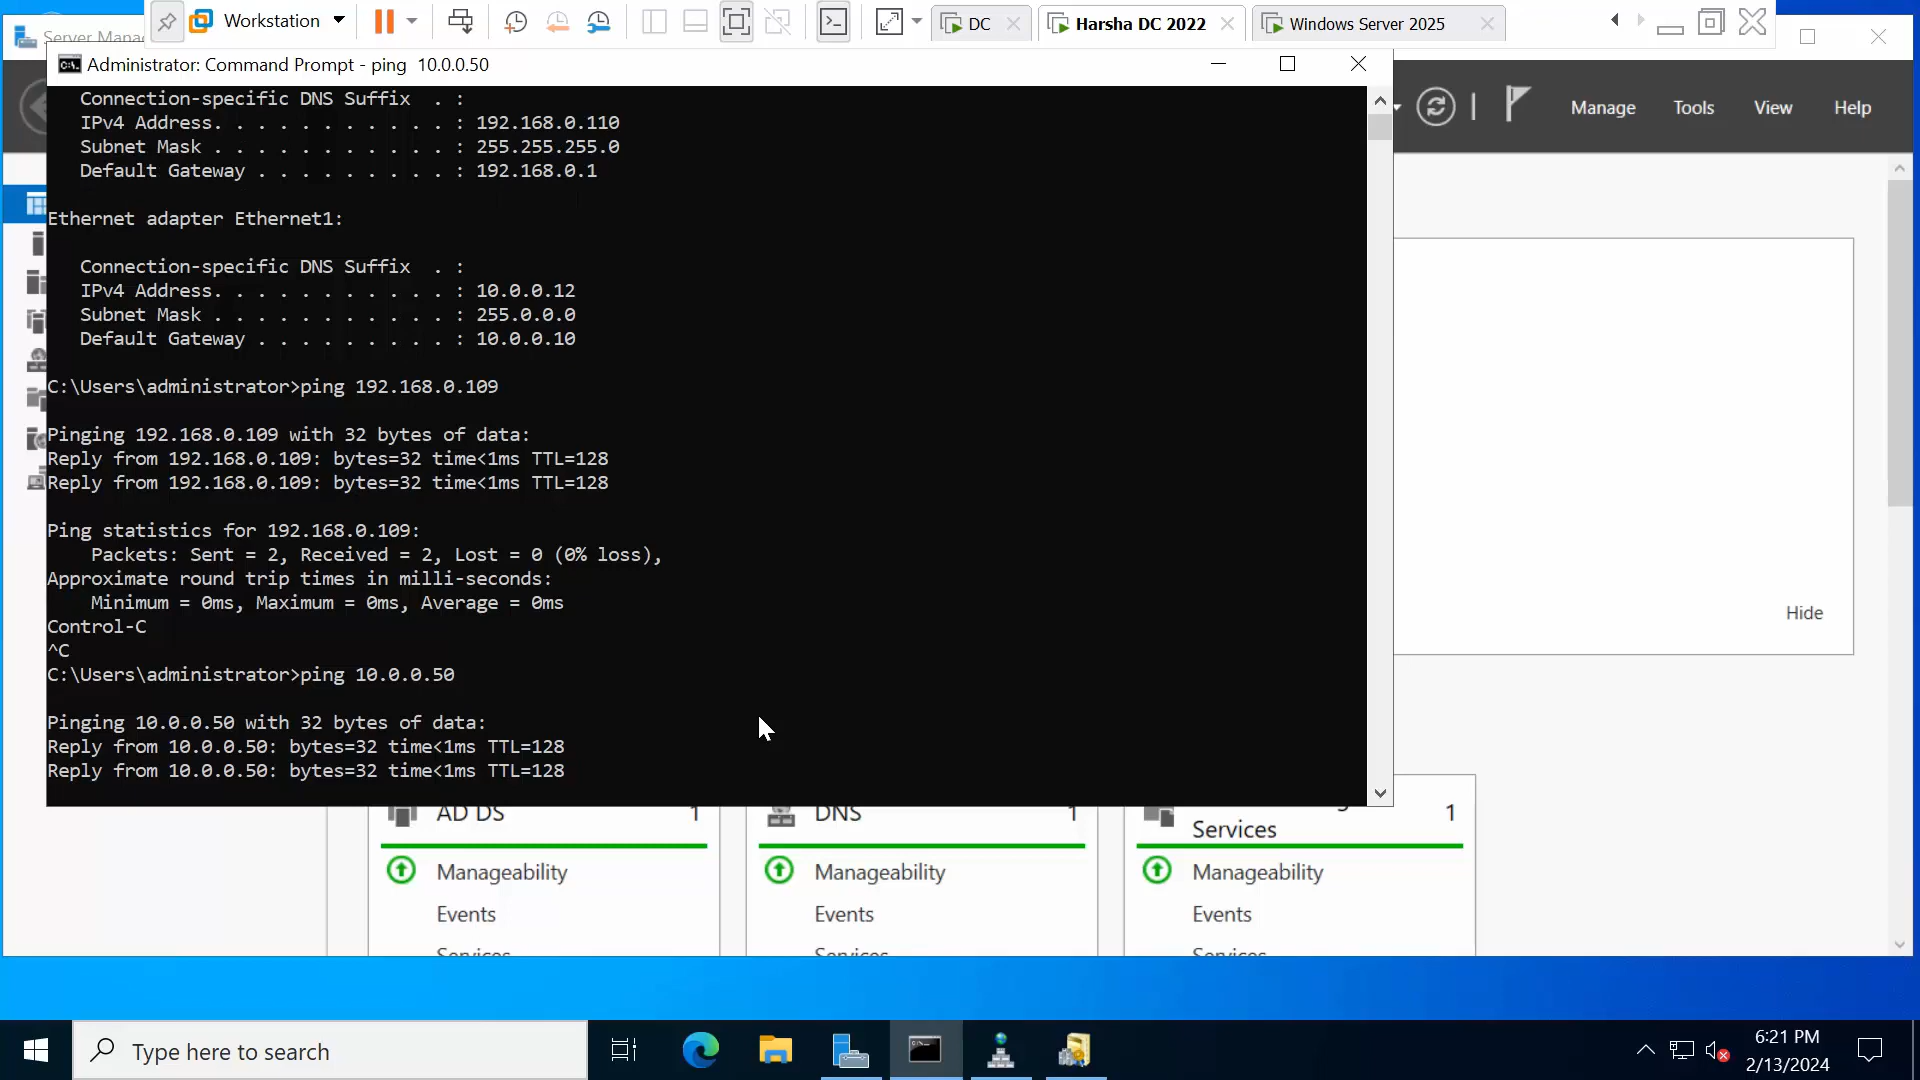 Server Mana
Workstation
DC
Harsha DC 2022
Windows Server 2025
Administrator: Command Prompt - ping  10.0.0.50
Manage
Tools
View
Help
Connection-specific DNS Suffix  . :
IPv4 Address. . . . . . . . . . . : 192.168.0.110
Subnet Mask . . . . . . . . . . . : 255.255.255.0
Default Gateway . . . . . . . . . : 192.168.0.1
Ethernet adapter Ethernet1:
Connection-specific DNS Suffix  . :
IPv4 Address. . . . . . . . . . . : 10.0.0.12
Subnet Mask . . . . . . . . . . . : 255.0.0.0
Default Gateway . . . . . . . . . : 10.0.0.10
C:\Users\administrator>ping 192.168.0.109
Pinging 192.168.0.109 with 32 bytes of data:
Reply from 192.168.0.109: bytes=32 time<1ms TTL=128
Reply from 192.168.0.109: bytes=32 time<1ms TTL=128
Ping statistics for 192.168.0.109:
Packets: Sent = 2, Received = 2, Lost = 0 (0% loss),
Approximate round trip times in milli-seconds:
Minimum = 0ms, Maximum = 0ms, Average = 0ms
Control-C
^C
C:\Users\administrator>ping 10.0.0.50
Pinging 10.0.0.50 with 32 bytes of data:
Reply from 10.0.0.50: bytes=32 time<1ms TTL=128
Reply from 10.0.0.50: bytes=32 time<1ms TTL=128
Hide
AD DS 1
Manageability
Events
Services
DNS 1
Manageability
Events
Services
Services 1
Manageability
Events
Services
Type here to search
6:21 PM
2/13/2024